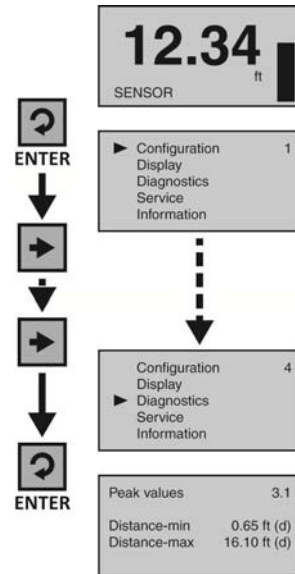 12.34
ft
SENSOR
ENTER
Configuration 1
Display
Diagnostics
Service
Information
Configuration 4
Display
Diagnostics
Service
Information
ENTER
Peak values 3.1
Distance-min 0.65 ft (d)
Distance-max 16.10 ft (d)